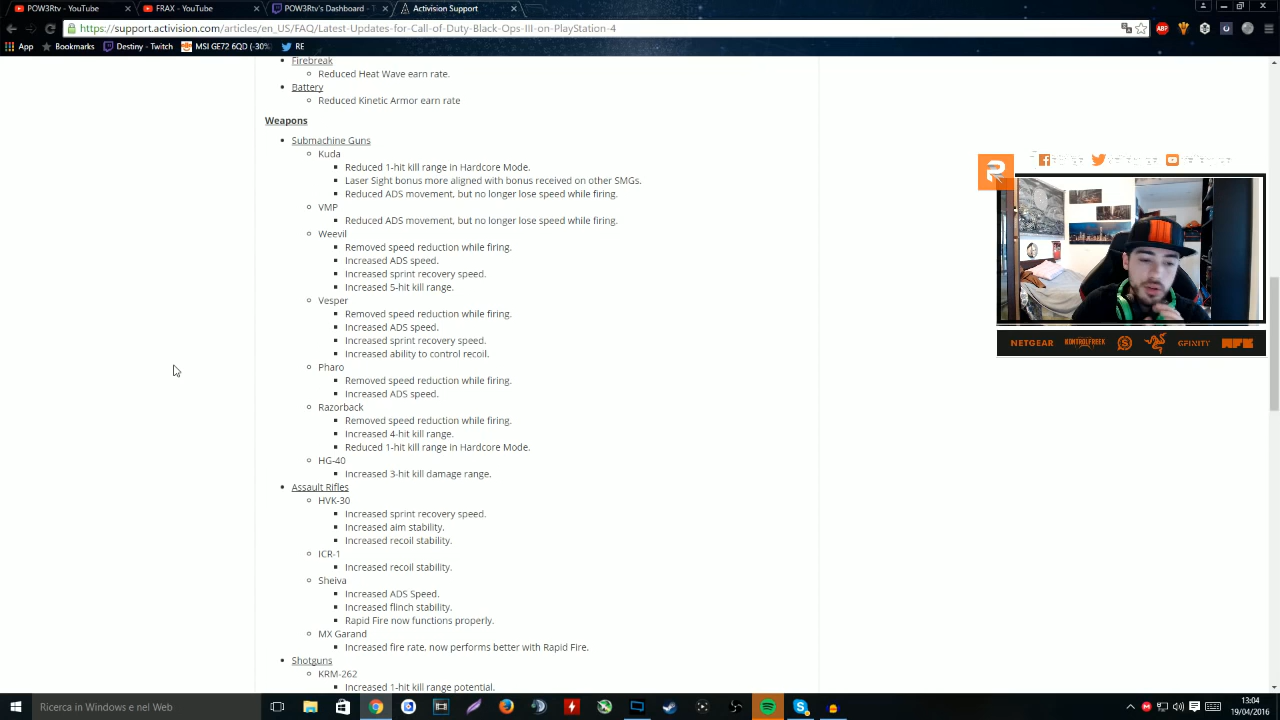 POW3Rtv - YouTube
FRAX - YouTube
POW3Rtv's Dashboard - T
Activision Support
https://support.activision.com/articles/en_US/FAQ/Latest-Updates-for-Call-of-Duty-Black-Ops-III-on-PlayStation-4
App
Bookmarks
Destiny - Twitch
MSI GE72 6QD (-30%)
RE
Firebreak
Reduced Heat Wave earn rate.
Battery
Reduced Kinetic Armor earn rate
Weapons
Submachine Guns
Kuda
Reduced 1-hit kill range in Hardcore Mode.
Laser Sight bonus more aligned with bonus received on other SMGs.
Reduced ADS movement, but no longer lose speed while firing.
VMP
Reduced ADS movement, but no longer lose speed while firing.
Weevil
Removed speed reduction while firing.
Increased ADS speed.
Increased sprint recovery speed.
Increased 5-hit kill range.
Vesper
Removed speed reduction while firing.
Increased ADS speed.
Increased sprint recovery speed.
Increased ability to control recoil.
Pharo
Removed speed reduction while firing.
Increased ADS speed.
Razorback
Removed speed reduction while firing.
Increased 4-hit kill range.
Reduced 1-hit kill range in Hardcore Mode.
HG-40
Increased 3-hit kill damage range.
Assault Rifles
HVK-30
Increased sprint recovery speed.
Increased aim stability.
Increased recoil stability.
ICR-1
Increased recoil stability.
Sheiva
Increased ADS Speed.
Increased flinch stability.
Rapid Fire now functions properly.
MX Garand
Increased fire rate, now performs better with Rapid Fire.
Shotguns
KRM-262
Increased 1-hit kill range potential.
NETGEAR KONTROLFREEK GFINITY
Ricerca in Windows e nel Web
13:04
19/04/2016